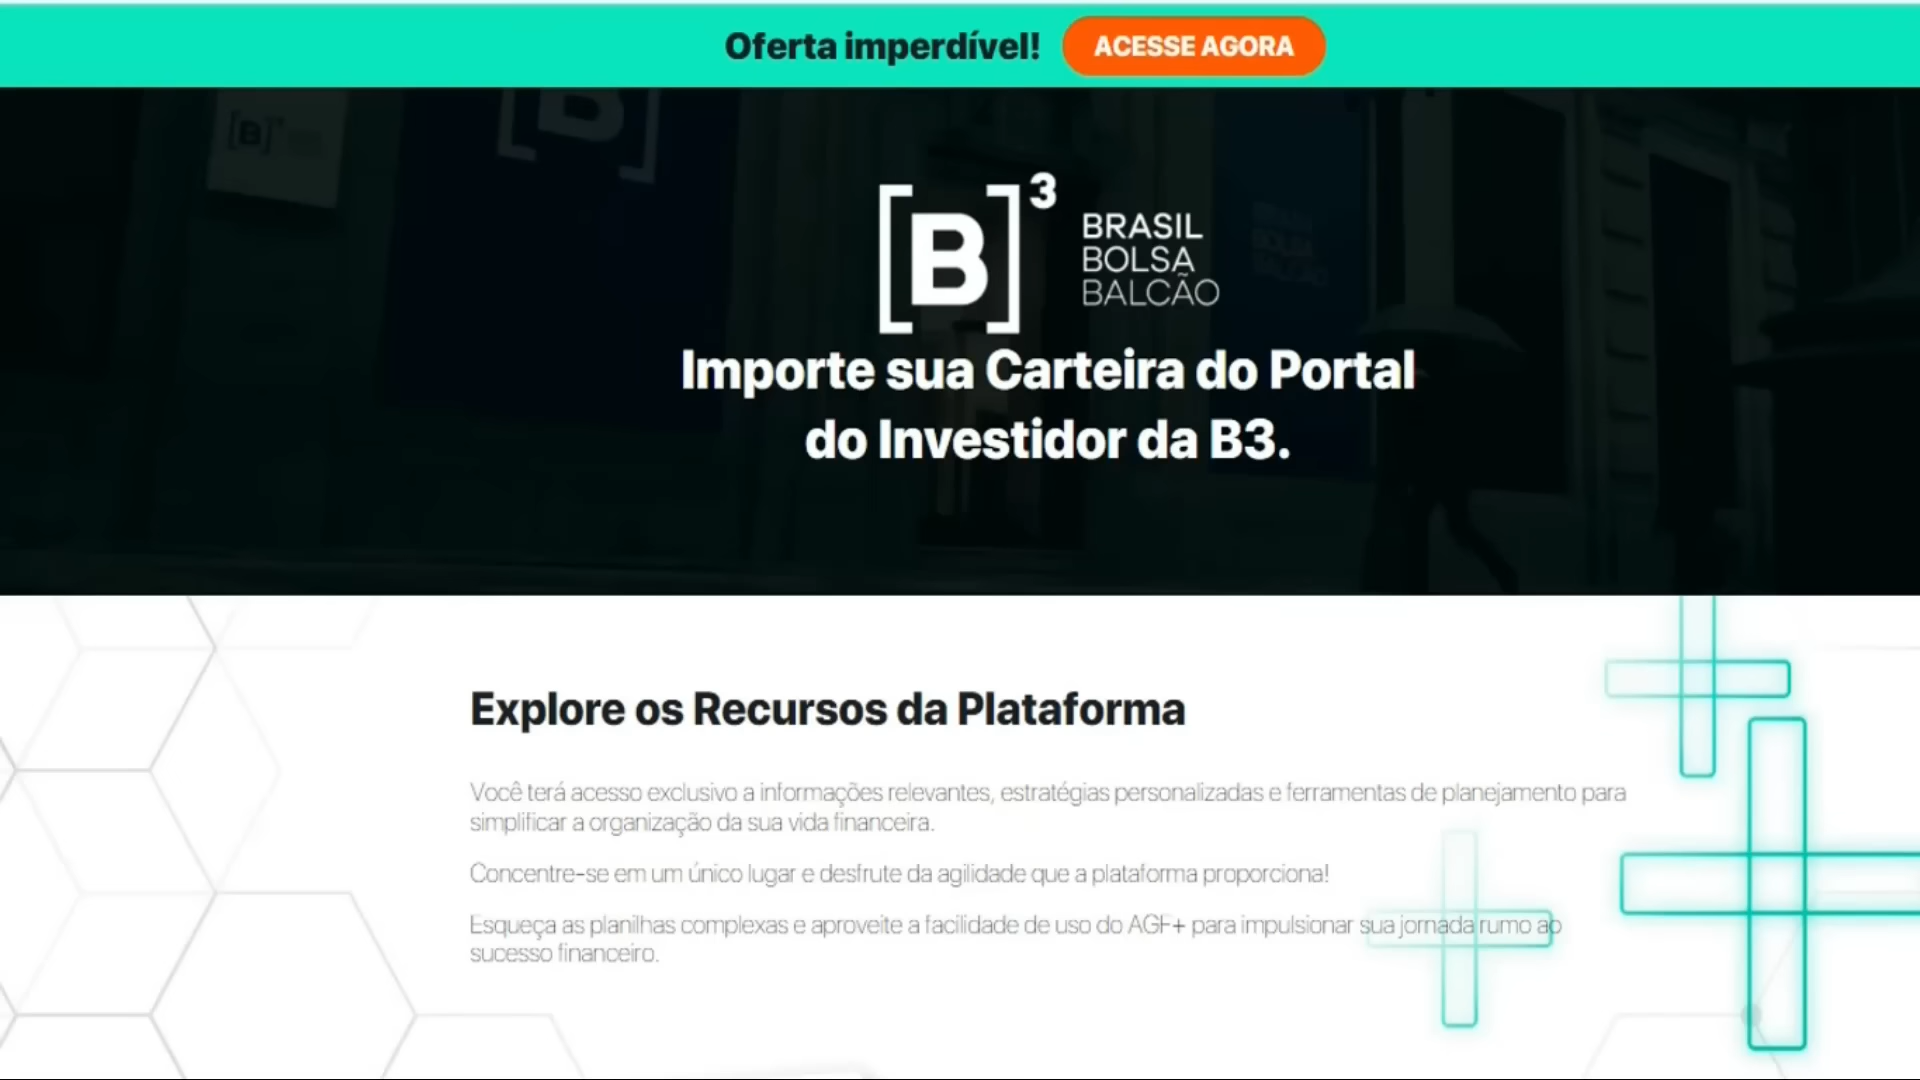 Oferta imperdível! ACESSE AGORA
[B]
[B]
[B]³ BRASIL
BOLSA
BALCÃO
BRASIL
BOLSA
BALCÃO
Importe sua Carteira do Portal
do Investidor da B3.
Explore os Recursos da Plataforma
Você terá acesso exclusivo a informações relevantes, estratégias personalizadas e ferramentas de planejamento para
simplificar a organização da sua vida financeira.
Concentre-se em um único lugar e desfrute da agilidade que a plataforma proporciona!
Esqueça as planilhas complexas e aproveite a facilidade de uso do AGF+ para impulsionar sua jornada rumo ao
sucesso financeiro.